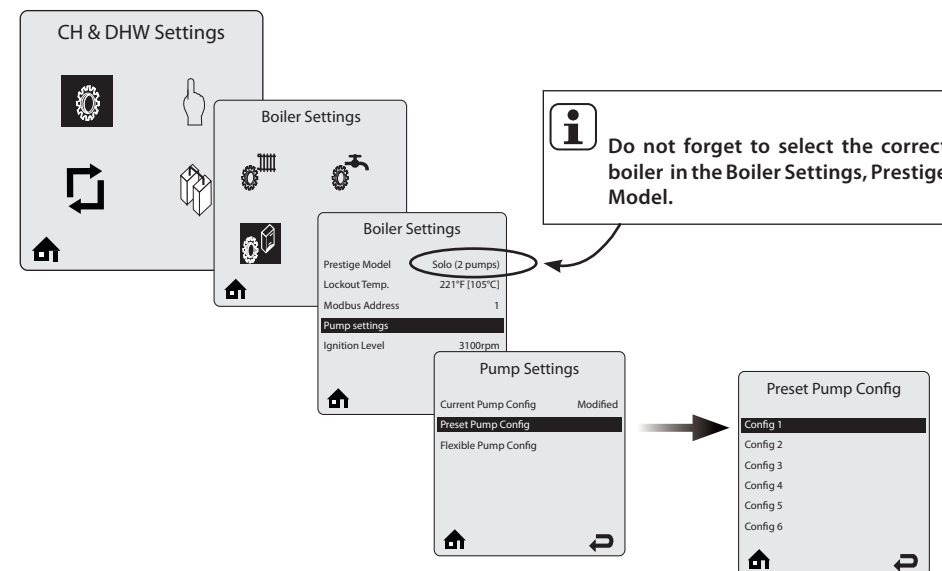 CH & DHW Settings
Boiler Settings
Do not forget to select the correct
boiler in the Boiler Settings, Prestige
Model.
Boiler Settings
Prestige Model Solo (2 pumps)
Lockout Temp. 221°F [105°C]
Modbus Address 1
Pump settings
Ignition Level 3100rpm
Pump Settings
Current Pump Config Modified
Preset Pump Config
Flexible Pump Config
Preset Pump Config
Config 1
Config 2
Config 3
Config 4
Config 5
Config 6